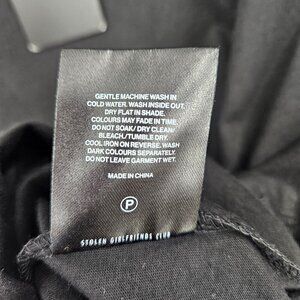 GENTLE MACHINE WASH IN
COLD WATER. WASH INSIDE OUT.
DRY FLAT IN SHADE.
COLOURS MAY FADE IN TIME.
DO NOT SOAK/ DRY CLEAN/
BLEACH./TUMBLE DRY.
COOL IRON ON REVERSE. WASH
DARK COLOURS SEPARATELY.
DO NOT LEAVE GARMENT WET.
MADE IN CHINA
P
STOLEN GIRLFRIENDS CLUB